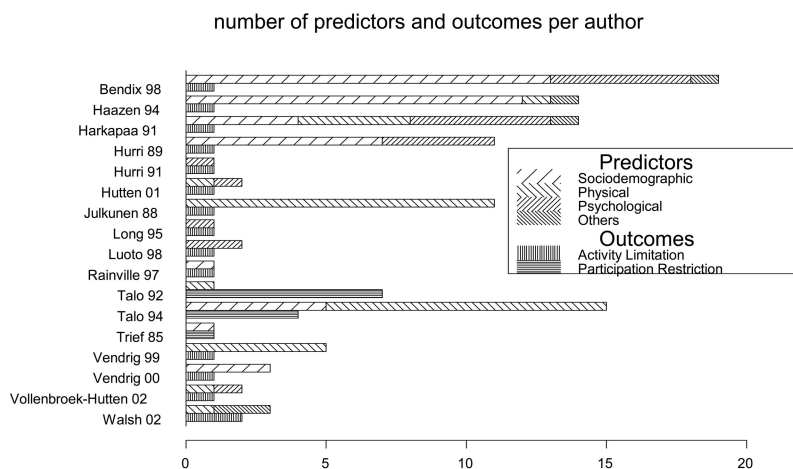 number of predictors and outcomes per author
Bendix 98
Haazen 94
Harkapaa 91
Hurri 89
Hurri 91
Hutten 01
Julkunen 88
Long 95
Luoto 98
Rainville 97
Talo 92
Talo 94
Trief 85
Vendrig 99
Vendrig 00
Vollenbroek-Hutten 02
Walsh 02
Predictors
Sociodemographic
Physical
Psychological
Others
Outcomes
Activity Limitation
Participation Restriction
0 5 10 15 20